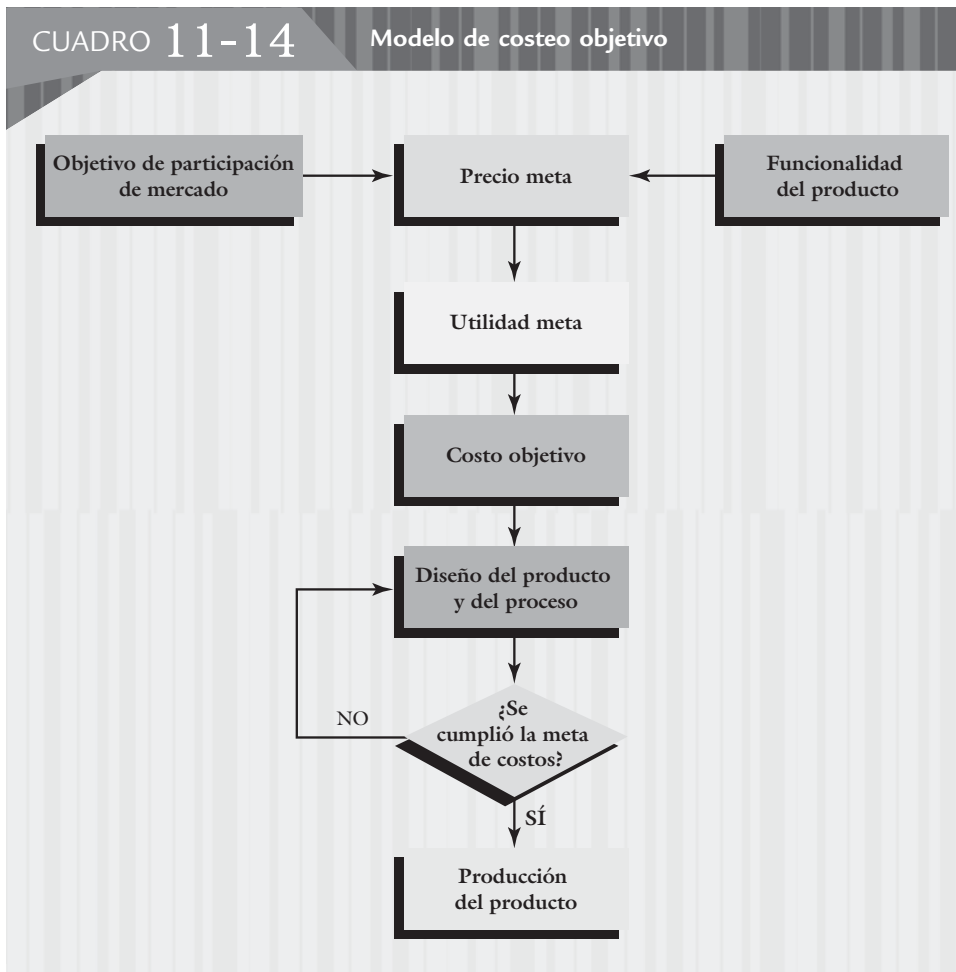 CUADRO 11-14 Modelo de costeo objetivo
Objetivo de participación
de mercado
Precio meta
Funcionalidad
del producto
Utilidad meta
Costo objetivo
Diseño del producto
y del proceso
NO
¿Se
cumplió la meta
de costos?
SÍ
Producción
del producto